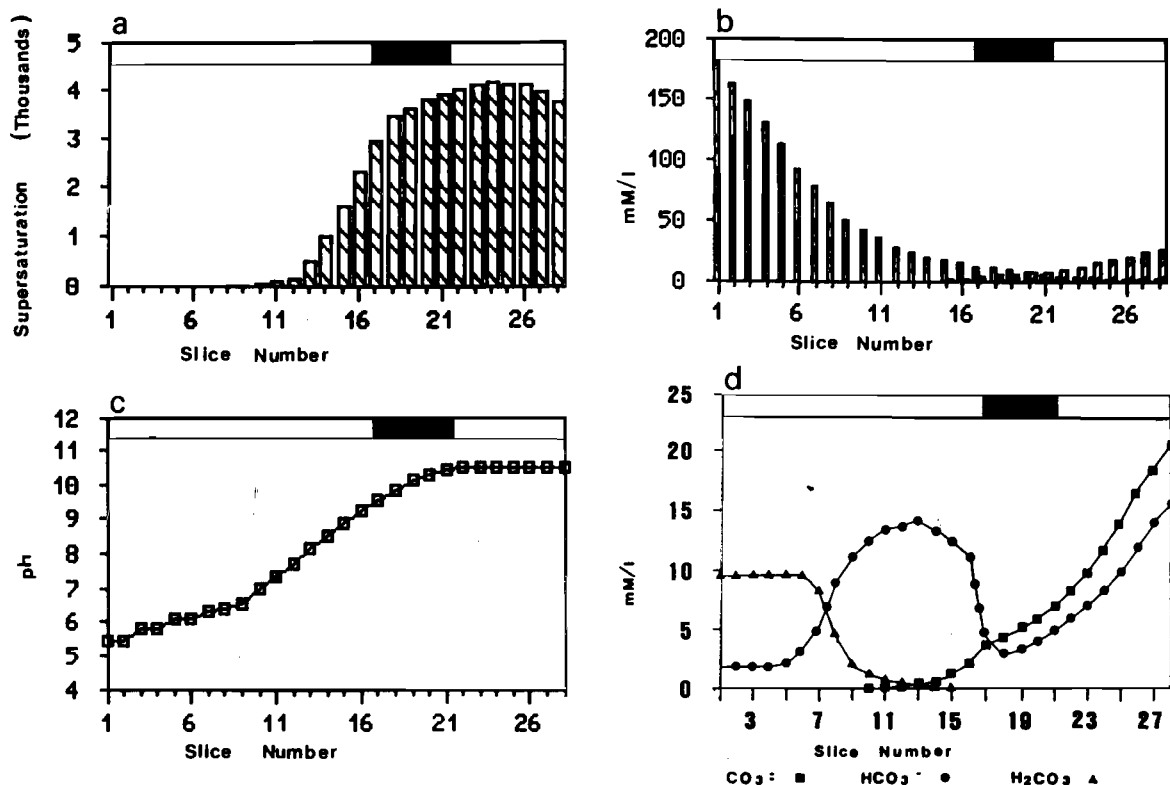 a
Supersaturation (Thousands)
5
4
3
2
1
0
1 6 11 16 21 26
Slice Number
b
mM/l
200
150
100
50
0
1 6 11 16 21 26
Slice Number
c
ph
12
11
10
9
8
7
6
5
4
1 6 11 16 21 26
Slice Number
d
mM/l
25
20
15
10
5
0
3 7 11 15 19 23 27
Slice Number
CO₃⁼ ■ HCO₃⁻ ● H₂CO₃ ▲